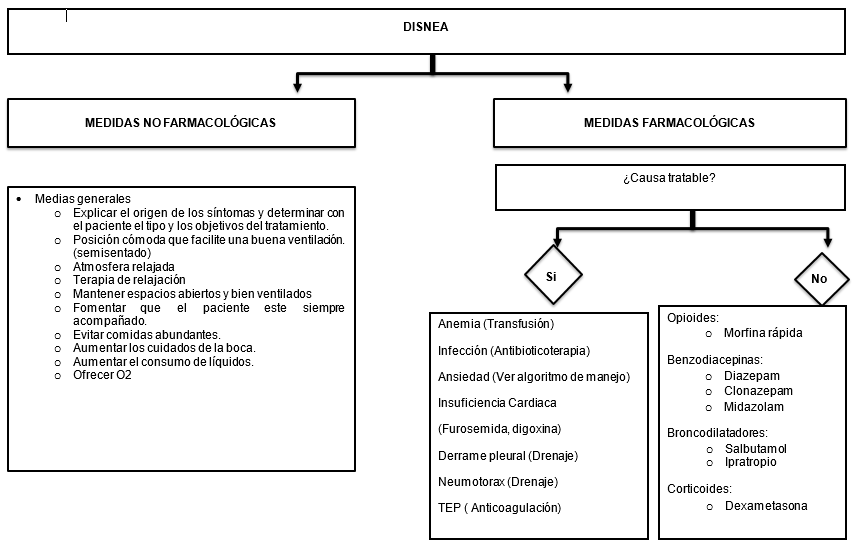 DISNEA
MEDIDAS NO FARMACOLÓGICAS
MEDIDAS FARMACOLÓGICAS
¿Causa tratable?
• Medias generales
o Explicar el origen de los síntomas y determinar con
el paciente el tipo y los objetivos del tratamiento.
o Posición cómoda que facilite una buena ventilación.
(semisentado)
o Atmosfera relajada
o Terapia de relajación
o Mantener espacios abiertos y bien ventilados
o Fomentar que el paciente este siempre
acompañado.
o Evitar comidas abundantes.
o Aumentar los cuidados de la boca.
o Aumentar el consumo de líquidos.
o Ofrecer O2
Si
No
Anemia (Transfusión)
Infección (Antibioticoterapia)
Ansiedad (Ver algoritmo de manejo)
Insuficiencia Cardiaca
(Furosemida, digoxina)
Derrame pleural (Drenaje)
Neumotorax (Drenaje)
TEP ( Anticoagulación)
Opioides:
o Morfina rápida
Benzodiacepinas:
o Diazepam
o Clonazepam
o Midazolam
Broncodilatadores:
o Salbutamol
o Ipratropio
Corticoides:
o Dexametasona